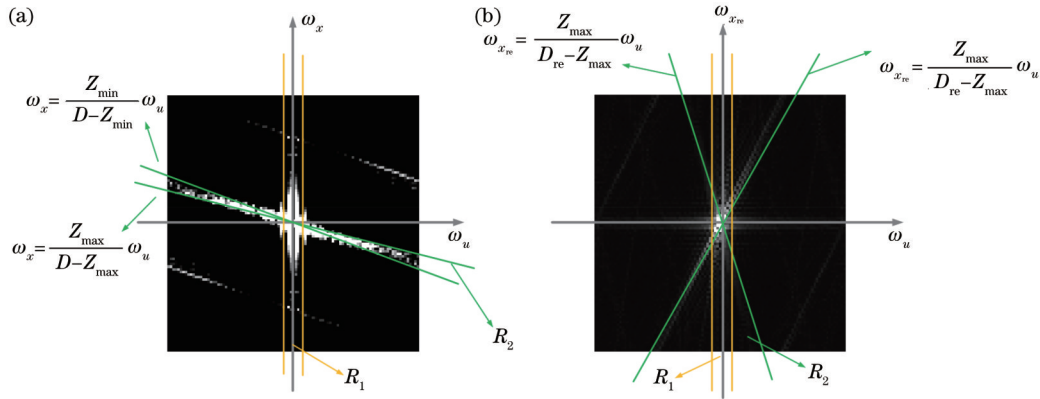 (a)
ω_x
ω_x = Z_min / (D−Z_min) ω_u
ω_x = Z_max / (D−Z_max) ω_u
ω_u
R_2
R_1
(b)
ω_{x_re}
ω_{x_re} = Z_max / (D_re−Z_max) ω_u
ω_{x_re} = Z_max / (D_re−Z_max) ω_u
ω_u
R_1
R_2